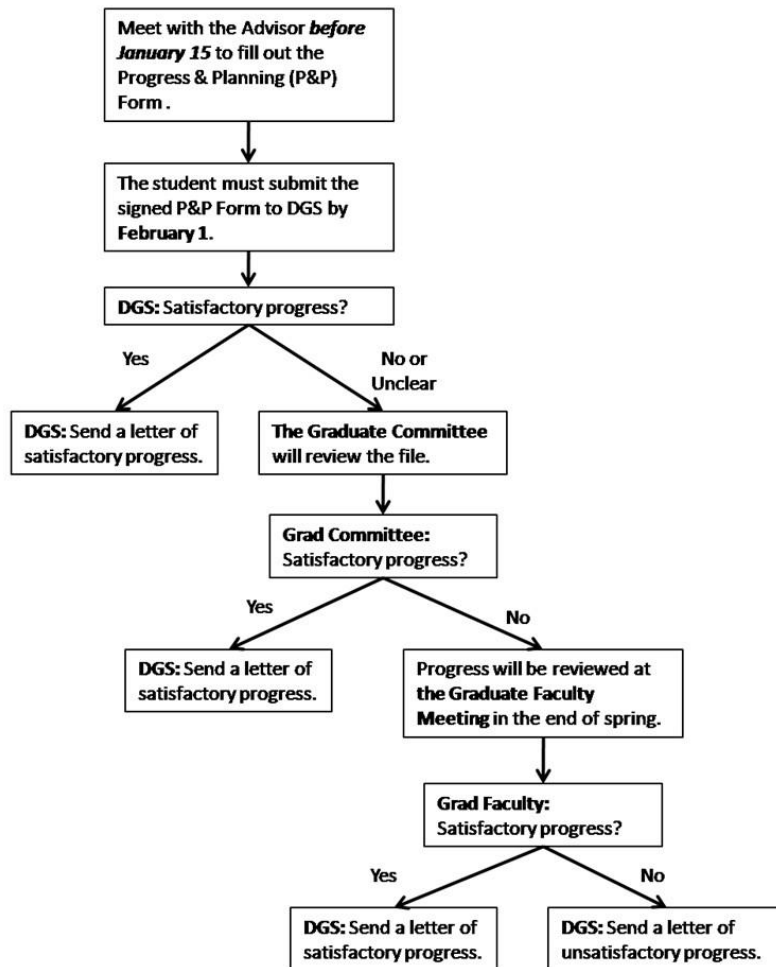 Meet with the Advisor before
January 15 to fill out the
Progress & Planning (P&P)
Form .
The student must submit the
signed P&P Form to DGS by
February 1.
DGS: Satisfactory progress?
Yes
No or
Unclear
DGS: Send a letter of
satisfactory progress.
The Graduate Committee
will review the file.
Grad Committee:
Satisfactory progress?
Yes
No
DGS: Send a letter of
satisfactory progress.
Progress will be reviewed at
the Graduate Faculty
Meeting in the end of spring.
Grad Faculty:
Satisfactory progress?
Yes
No
DGS: Send a letter of
satisfactory progress.
DGS: Send a letter of
unsatisfactory progress.